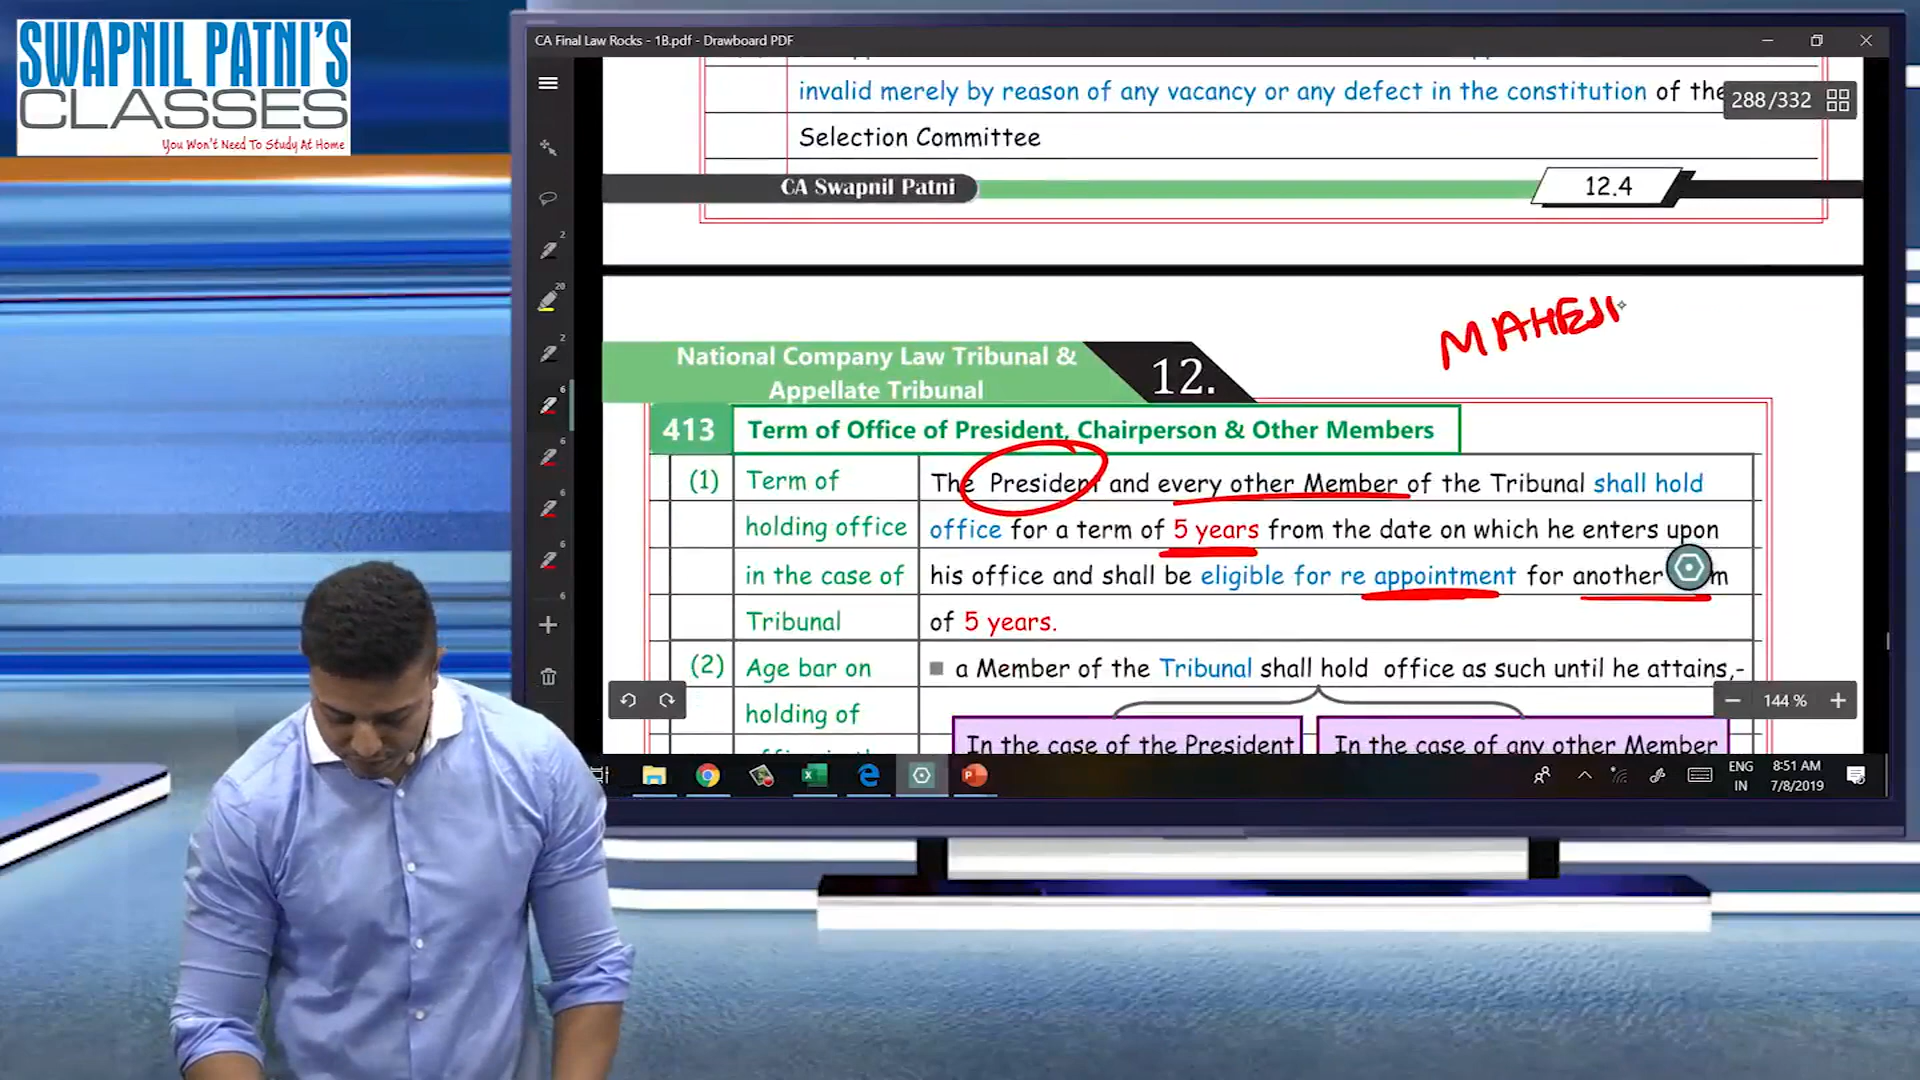 SWAPNIL PATNI'S
CLASSES
You Won't Need To Study At Home
CA Final Law Rocks - 1B.pdf - Drawboard PDF
invalid merely by reason of any vacancy or any defect in the constitution of the
288/332
Selection Committee
CA Swapnil Patni
12.4
National Company Law Tribunal &
Appellate Tribunal
12.
413 Term of Office of President, Chairperson & Other Members
(1) Term of holding office in the case of Tribunal
The President and every other Member of the Tribunal shall hold
office for a term of 5 years from the date on which he enters upon
his office and shall be eligible for re appointment for another
of 5 years.
(2) Age bar on
holding of
a Member of the Tribunal shall hold office as such until he attains,-
144 %
In the case of the President
In the case of any other Member
ENG
IN
8:51 AM
7/8/2019